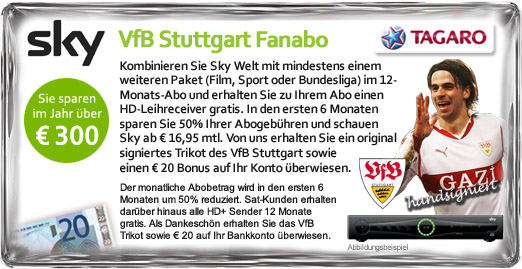 sky
VfB Stuttgart Fanabo
TAGARO
Kombinieren Sie Sky Welt mit mindestens einem
weiteren Paket (Film, Sport oder Bundesliga) im 12-
Monats-Abo und erhalten Sie zu Ihrem Abo einen
HD-Leihreceiver gratis. In den ersten 6 Monaten
sparen Sie 50% Ihrer Abogebühren und schauen
Sky ab € 16,95 mtl. Von uns erhalten Sie ein original
signiertes Trikot des VfB Stuttgart sowie
einen € 20 Bonus auf Ihr Konto überwiesen.
Sie sparen
im Jahr über
€ 300
Der monatliche Abobetrag wird in den ersten 6
Monaten um 50% reduziert. Sat-Kunden erhalten
darüber hinaus alle HD+ Sender 12 Monate
gratis. Als Dankeschön erhalten Sie das VfB
Trikot sowie € 20 auf Ihr Bankkonto überwiesen.
20
VfB
STUTTGART
GAZİ
handsigniert
Abbildungsbeispiel